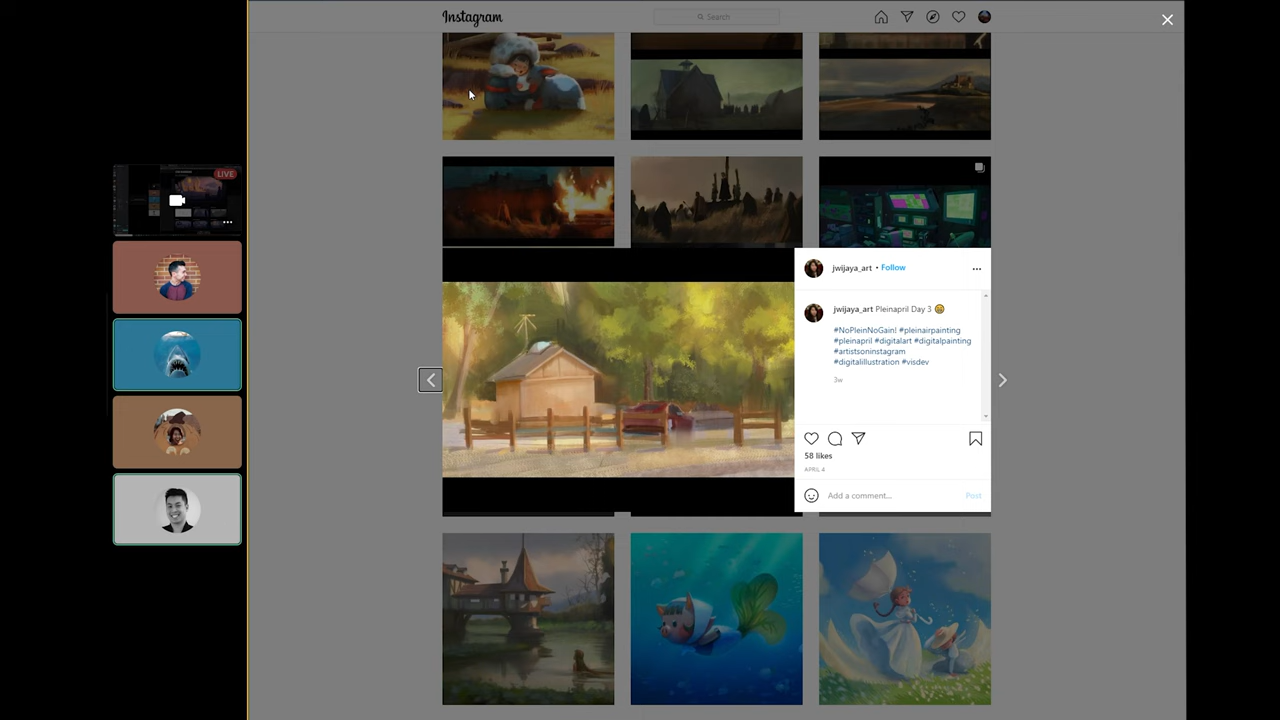 Instagram
Search
LIVE
jwijaya_art • Follow
jwijaya_art Pleinapril Day 3 😁
#NoPleinNoGain! #pleinairpainting
#pleinapril #digitalart #digitalpainting
#artistsoninstagram
#digitalillustration #visdev
3w
58 likes
APRIL 4
Add a comment...
Post